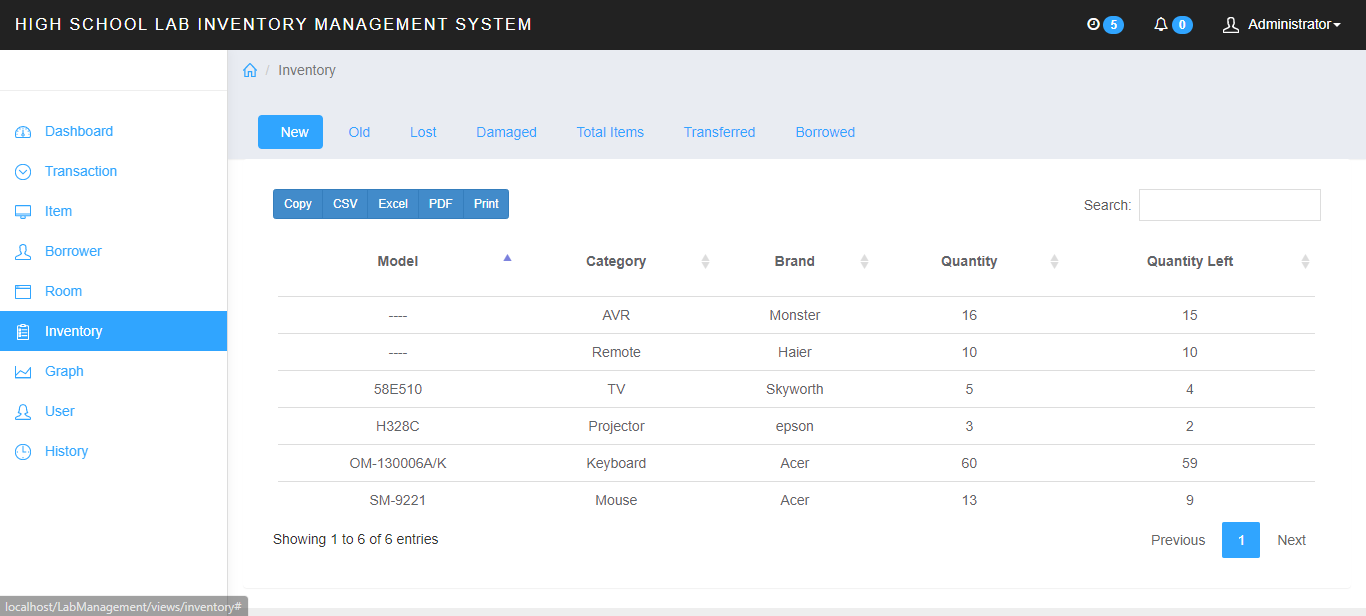 HIGH SCHOOL LAB INVENTORY MANAGEMENT SYSTEM 5 0 Administrator
/ Inventory
Dashboard
Transaction
Item
Borrower
Room
Inventory
Graph
User
History
New Old Lost Damaged Total Items Transferred Borrowed
Copy CSV Excel PDF Print Search:
Model Category Brand Quantity Quantity Left
---- AVR Monster 16 15
---- Remote Haier 10 10
58E510 TV Skyworth 5 4
H328C Projector epson 3 2
OM-130006A/K Keyboard Acer 60 59
SM-9221 Mouse Acer 13 9
Showing 1 to 6 of 6 entries Previous 1 Next
localhost/LabManagement/views/inventory#